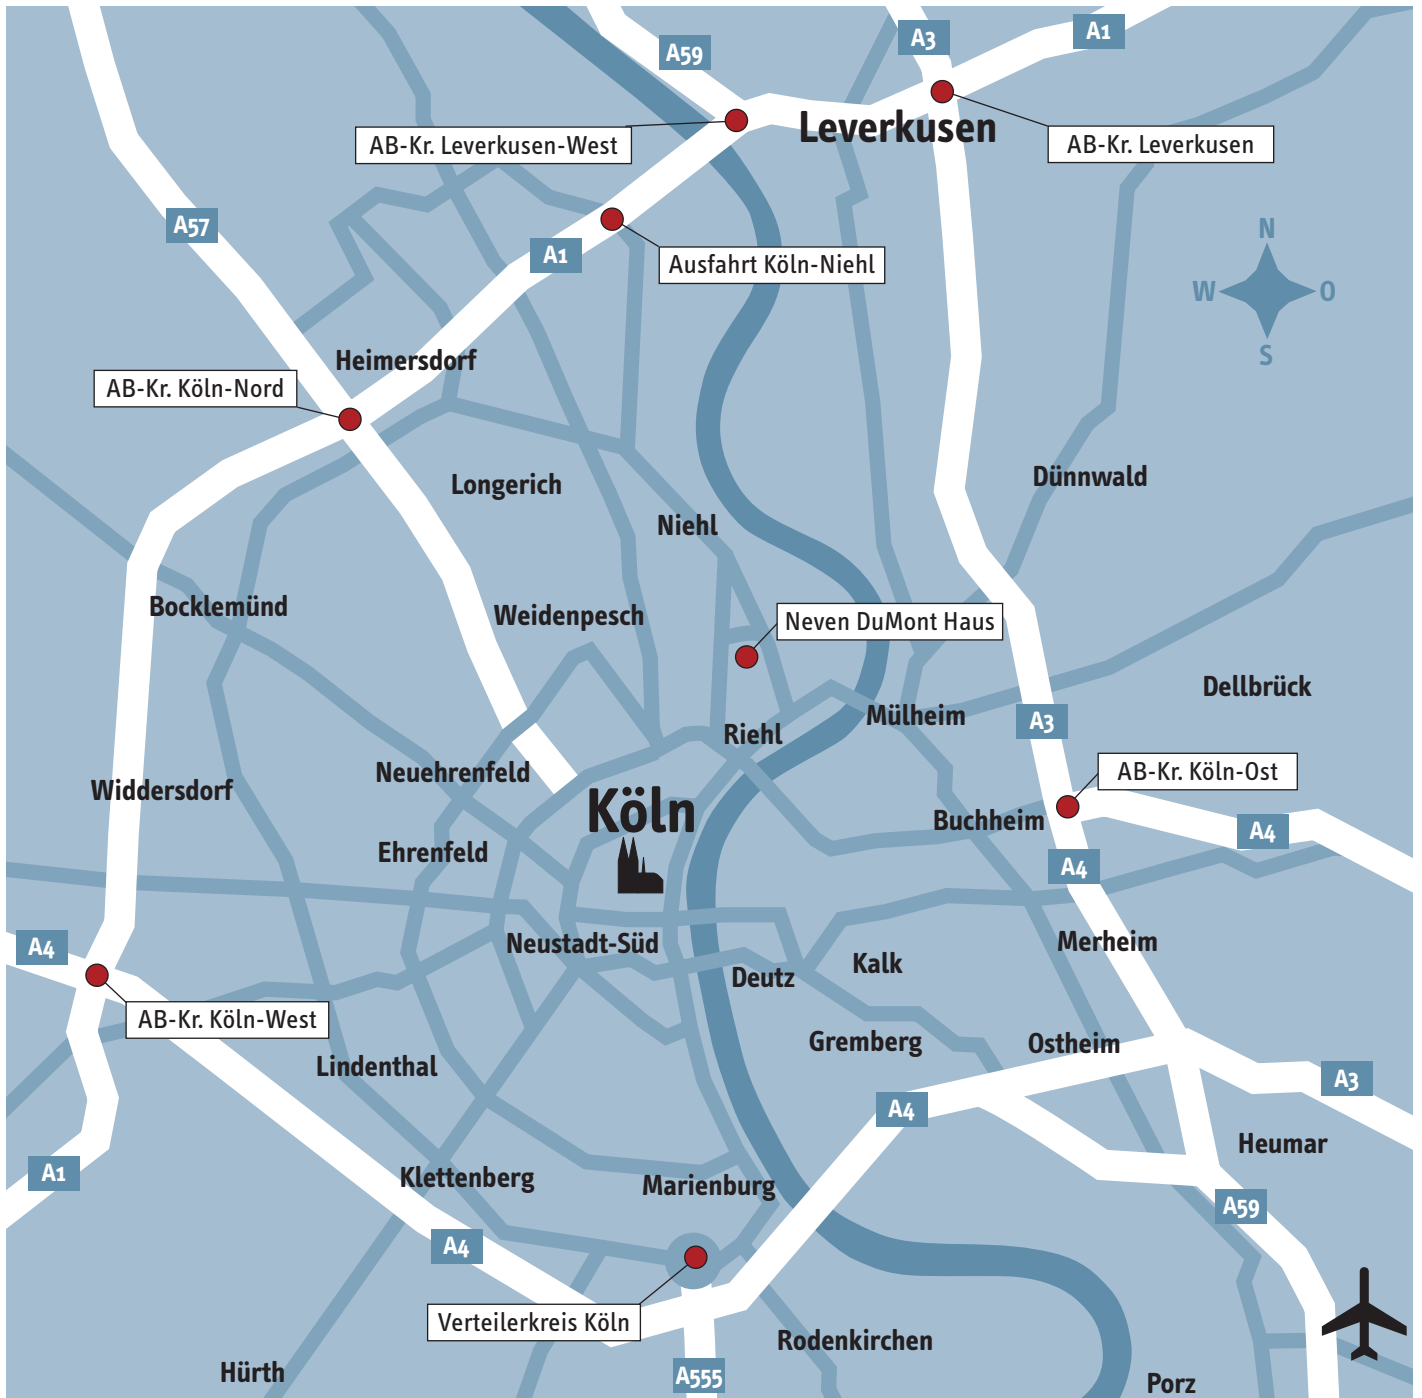 A59
A3
A1
Leverkusen
AB-Kr. Leverkusen-West
AB-Kr. Leverkusen
A57
A1
Ausfahrt Köln-Niehl
N
W
O
S
Heimersdorf
AB-Kr. Köln-Nord
Longerich
Dünnwald
Niehl
Bocklemünd
Weidenpesch
Neven DuMont Haus
Dellbrück
Mülheim
A3
Riehl
Neuehrenfeld
AB-Kr. Köln-Ost
Widdersdorf
Köln
Buchheim
A4
Ehrenfeld
A4
A4
Neustadt-Süd
Merheim
Deutz
Kalk
AB-Kr. Köln-West
Gremberg
Ostheim
Lindenthal
A3
A4
Heumar
A1
Klettenberg
Marienburg
A59
A4
Verteilerkreis Köln
Rodenkirchen
Hürth
A555
Porz